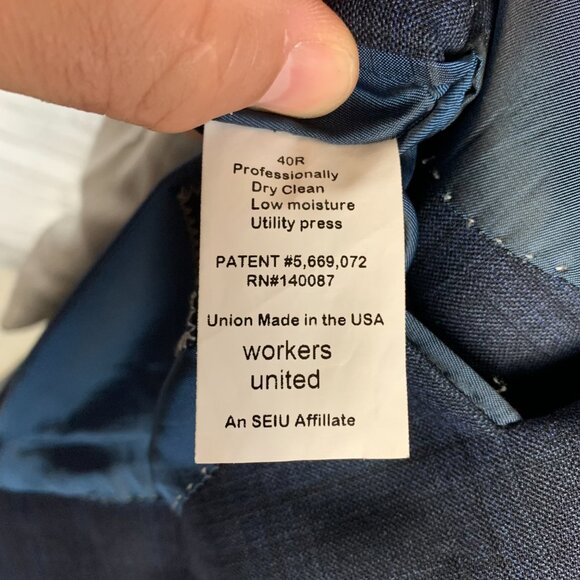 40R
Professionally
Dry Clean
Low moisture
Utility press
PATENT #5,669,072
RN#140087
Union Made in the USA
workers
united
An SEIU Affillate